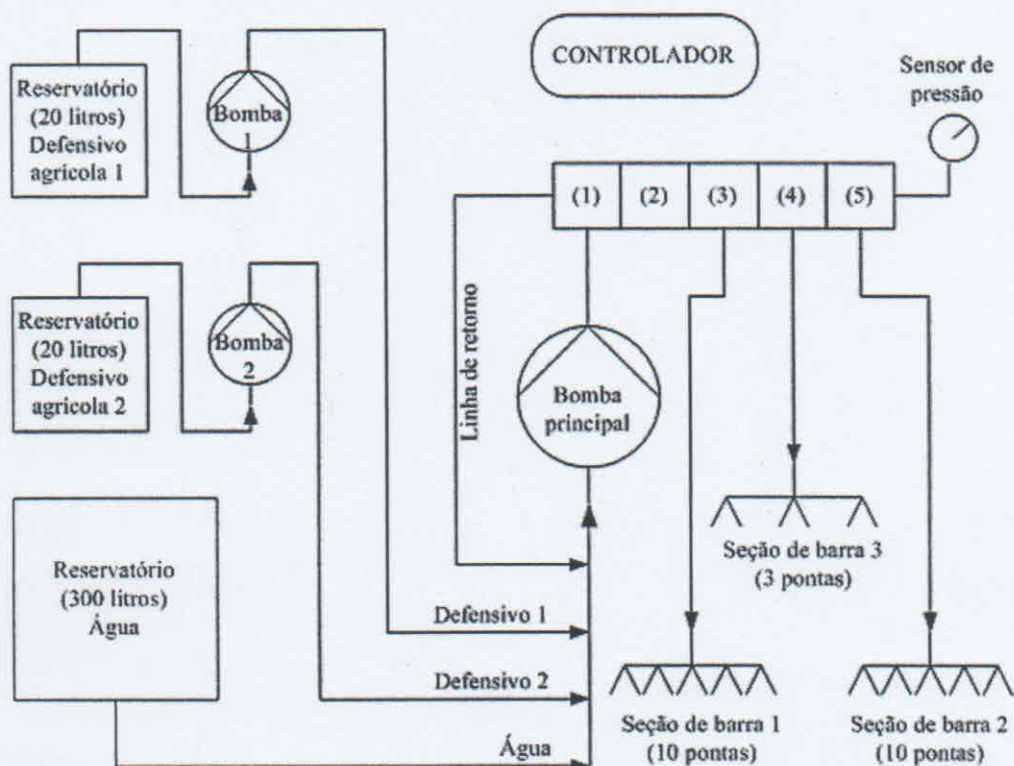 Reservatório
(20 litros)
Defensivo
agrícola 1
Bomba
1
CONTROLADOR
Sensor de
pressão
(1)
(2)
(3)
(4)
(5)
Reservatório
(20 litros)
Defensivo
agrícola 2
Bomba
2
Linha de retorno
Bomba
principal
Reservatório
(300 litros)
Água
Seção de barra 3
(3 pontas)
Defensivo 1
Defensivo 2
Água
Seção de barra 1
(10 pontas)
Seção de barra 2
(10 pontas)